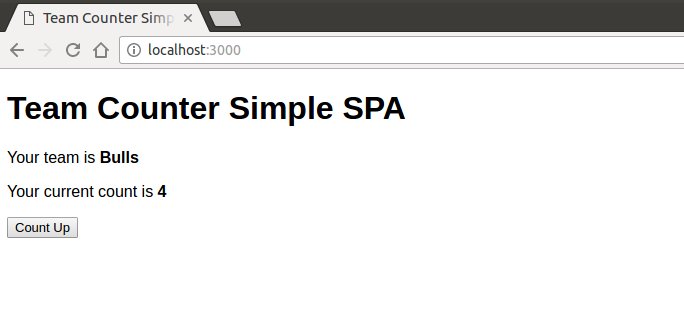 Team Counter Simp
localhost:3000
Team Counter Simple SPA
Your team is Bulls
Your current count is 4
Count Up